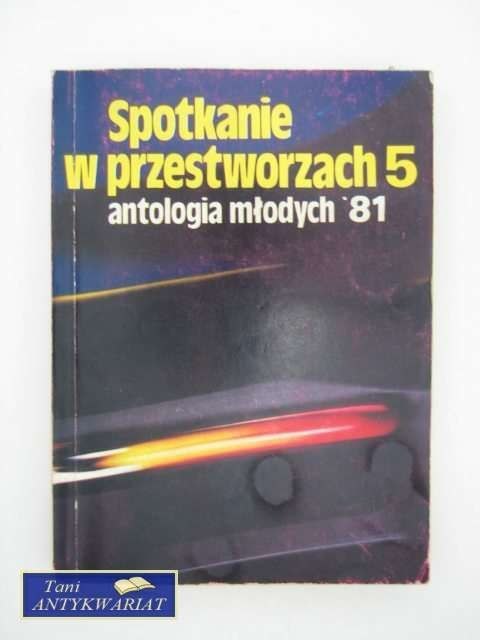 Spotkanie
w przestworzach 5
antologia młodych '81
Tani
ANTYKWARIAT